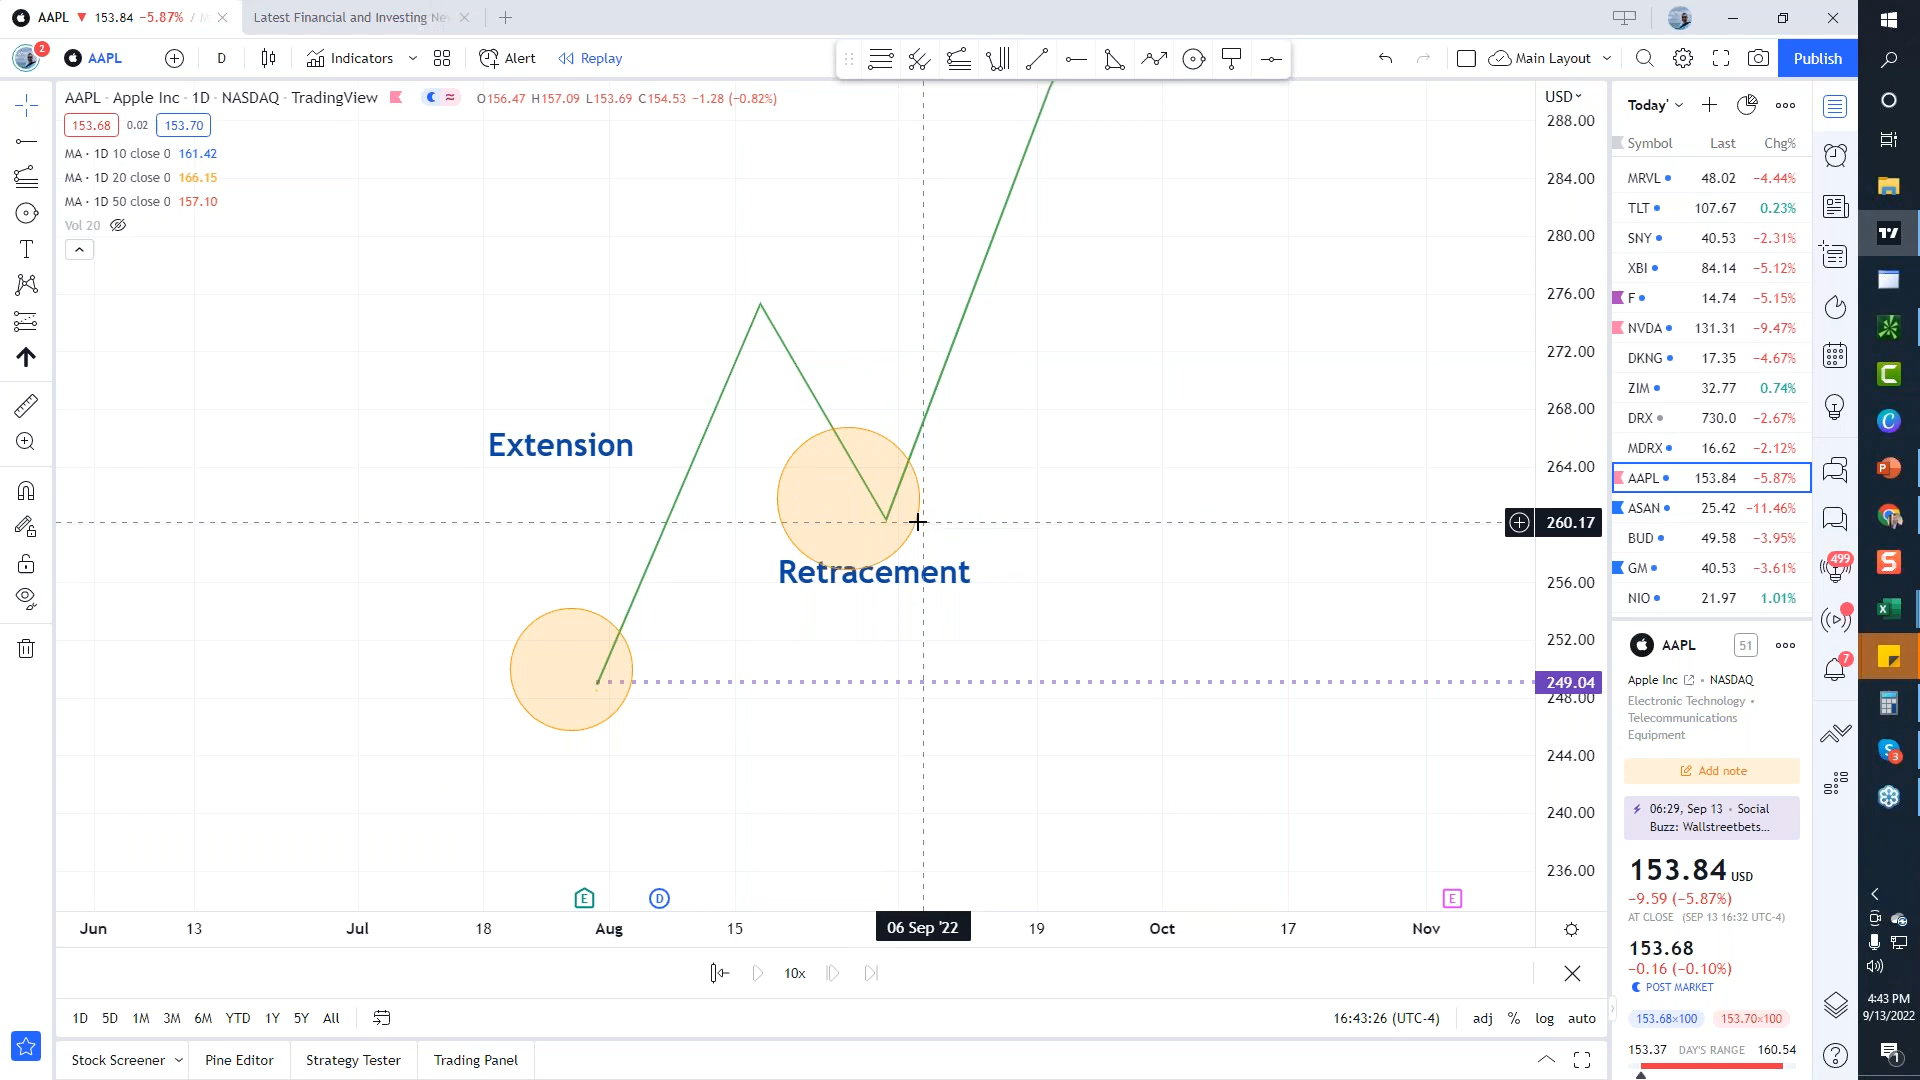 AAPL ▼ 153.84 −5.87% /
Latest Financial and Investing Ne
2 AAPL D Indicators Alert Replay Main Layout Publish
AAPL · Apple Inc · 1D · NASDAQ · TradingView O156.47 H157.09 L153.69 C154.53 −1.28 (−0.82%)
153.68 0.02 153.70
MA · 1D 10 close 0 161.42
MA · 1D 20 close 0 166.15
MA · 1D 50 close 0 157.10
Vol 20
Extension
Retracement
E D E
USD
288.00
284.00
280.00
276.00
272.00
268.00
264.00
260.17
256.00
252.00
249.04
248.00
244.00
240.00
236.00
Jun 13 Jul 18 Aug 15 06 Sep '22 19 Oct 17 Nov
10x
1D 5D 1M 3M 6M YTD 1Y 5Y All 16:43:26 (UTC-4) adj % log auto
Stock Screener Pine Editor Strategy Tester Trading Panel
Today'
Symbol Last Chg%
MRVL 48.02 −4.44%
TLT 107.67 0.23%
SNY 40.53 −2.31%
XBI 84.14 −5.12%
F 14.74 −5.15%
NVDA 131.31 −9.47%
DKNG 17.35 −4.67%
ZIM 32.77 0.74%
DRX 730.0 −2.67%
MDRX 16.62 −2.12%
AAPL 153.84 −5.87%
ASAN 25.42 −11.46%
BUD 49.58 −3.95%
GM 40.53 −3.61%
NIO 21.97 1.01%
AAPL 51
Apple Inc • NASDAQ
Electronic Technology •
Telecommunications
Equipment
Add note
06:29, Sep 13 • Social
Buzz: Wallstreetbets...
153.84 USD
−9.59 (−5.87%)
AT CLOSE (SEP 13 16:32 UTC-4)
153.68
−0.16 (−0.10%)
POST MARKET
153.68×100 153.70×100
153.37 DAY'S RANGE 160.54
499
7
3
4:43 PM
9/13/2022
1